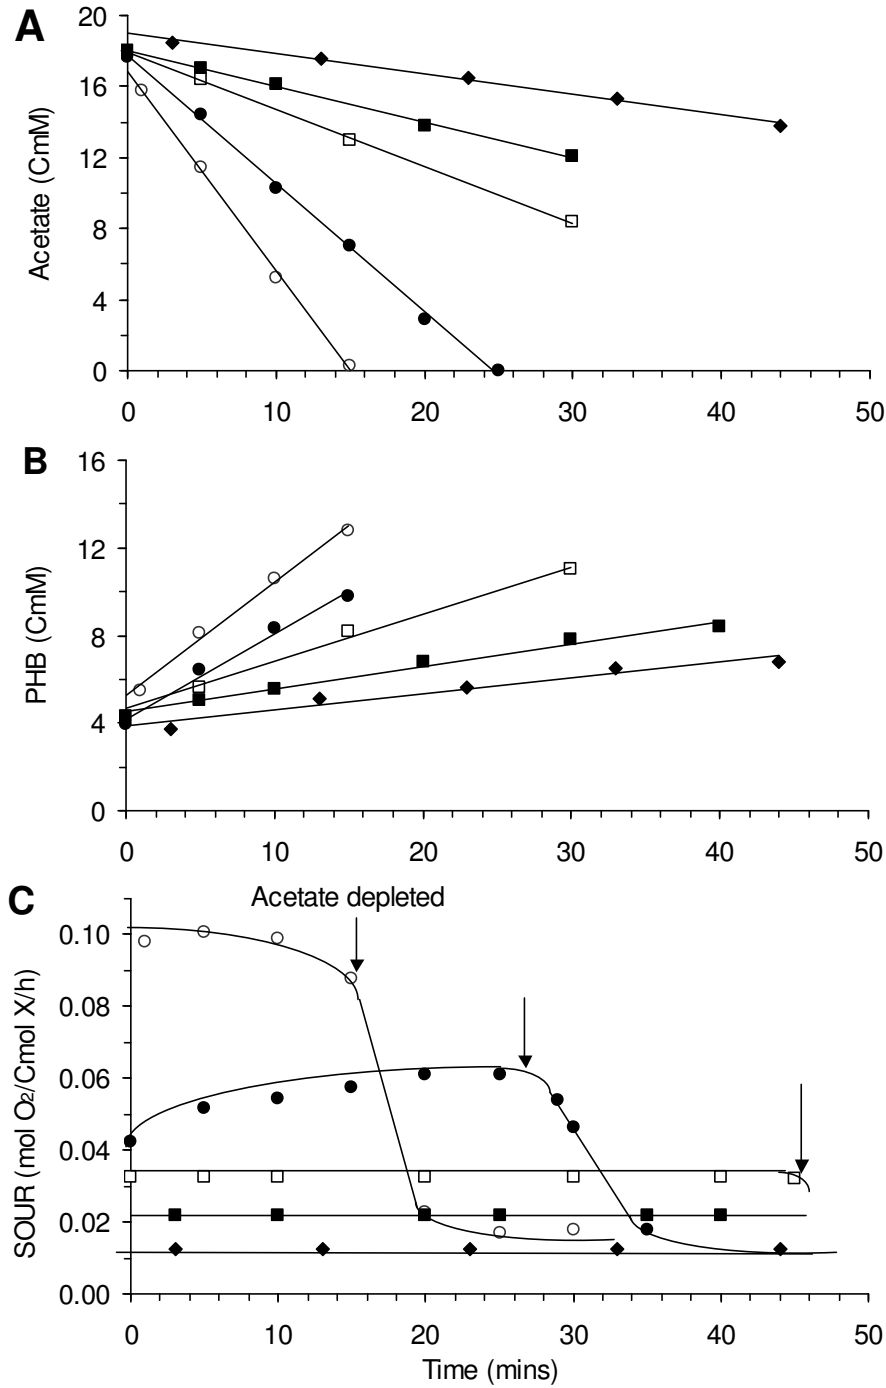 A
Acetate (CmM)
20
16
12
8
4
0
0 10 20 30 40 50
B
PHB (CmM)
16
12
8
4
0
0 10 20 30 40 50
C
Acetate depleted
SOUR (mol O2/Cmol X/h)
0.10
0.08
0.06
0.04
0.02
0.00
0 10 20 30 40 50
Time (mins)